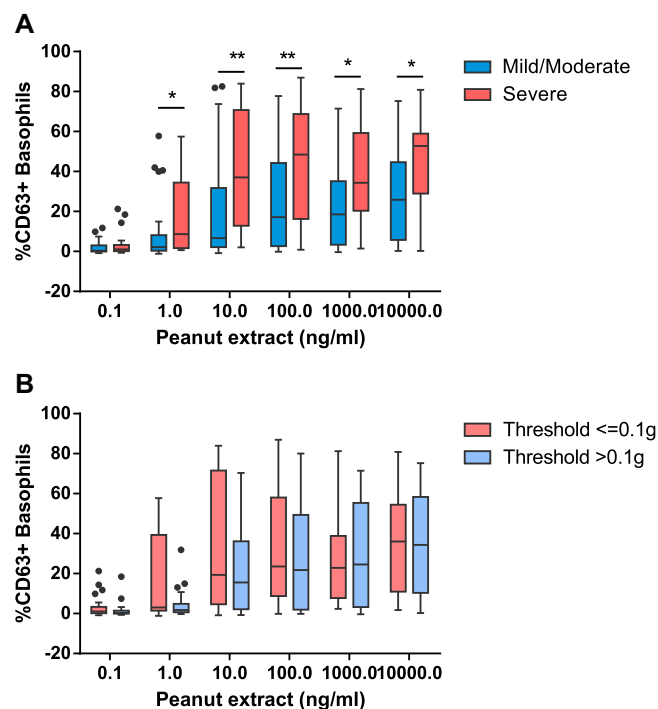 A
100
80
60
40
20
0
-20
%CD63+ Basophils
*
**
**
*
*
Mild/Moderate
Severe
0.1 1.0 10.0 100.0 1000.0 10000.0
Peanut extract (ng/ml)
B
100
80
60
40
20
0
-20
%CD63+ Basophils
Threshold <=0.1g
Threshold >0.1g
0.1 1.0 10.0 100.0 1000.0 10000.0
Peanut extract (ng/ml)